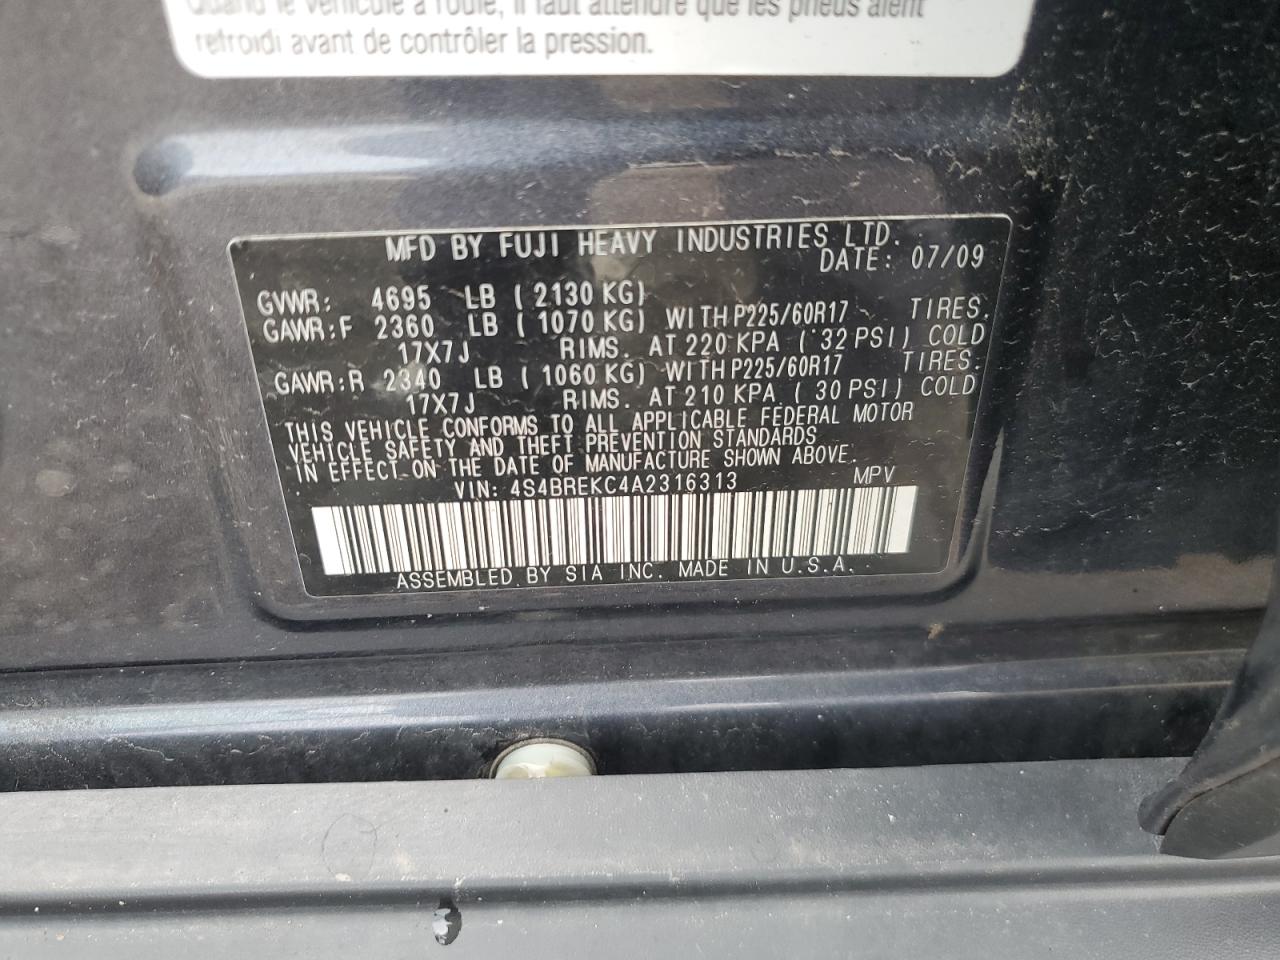 Quand le véhicule a roulé, il faut attendre que les pneus aient
refroidi avant de contrôler la pression.
MFD BY FUJI HEAVY INDUSTRIES LTD.
DATE: 07/09
GVWR: 4695 LB ( 2130 KG)
GAWR:F 2360 LB ( 1070 KG) WITH P225/60R17 TIRES.
17X7J RIMS. AT 220 KPA ( 32 PSI) COLD
GAWR:R 2340 LB ( 1060 KG) WITH P225/60R17 TIRES.
17X7J RIMS. AT 210 KPA ( 30 PSI) COLD
THIS VEHICLE CONFORMS TO ALL APPLICABLE FEDERAL MOTOR
VEHICLE SAFETY AND THEFT PREVENTION STANDARDS
IN EFFECT ON THE DATE OF MANUFACTURE SHOWN ABOVE.
VIN: 4S4BREKC4A2316313 MPV
ASSEMBLED BY SIA INC. MADE IN U.S.A.